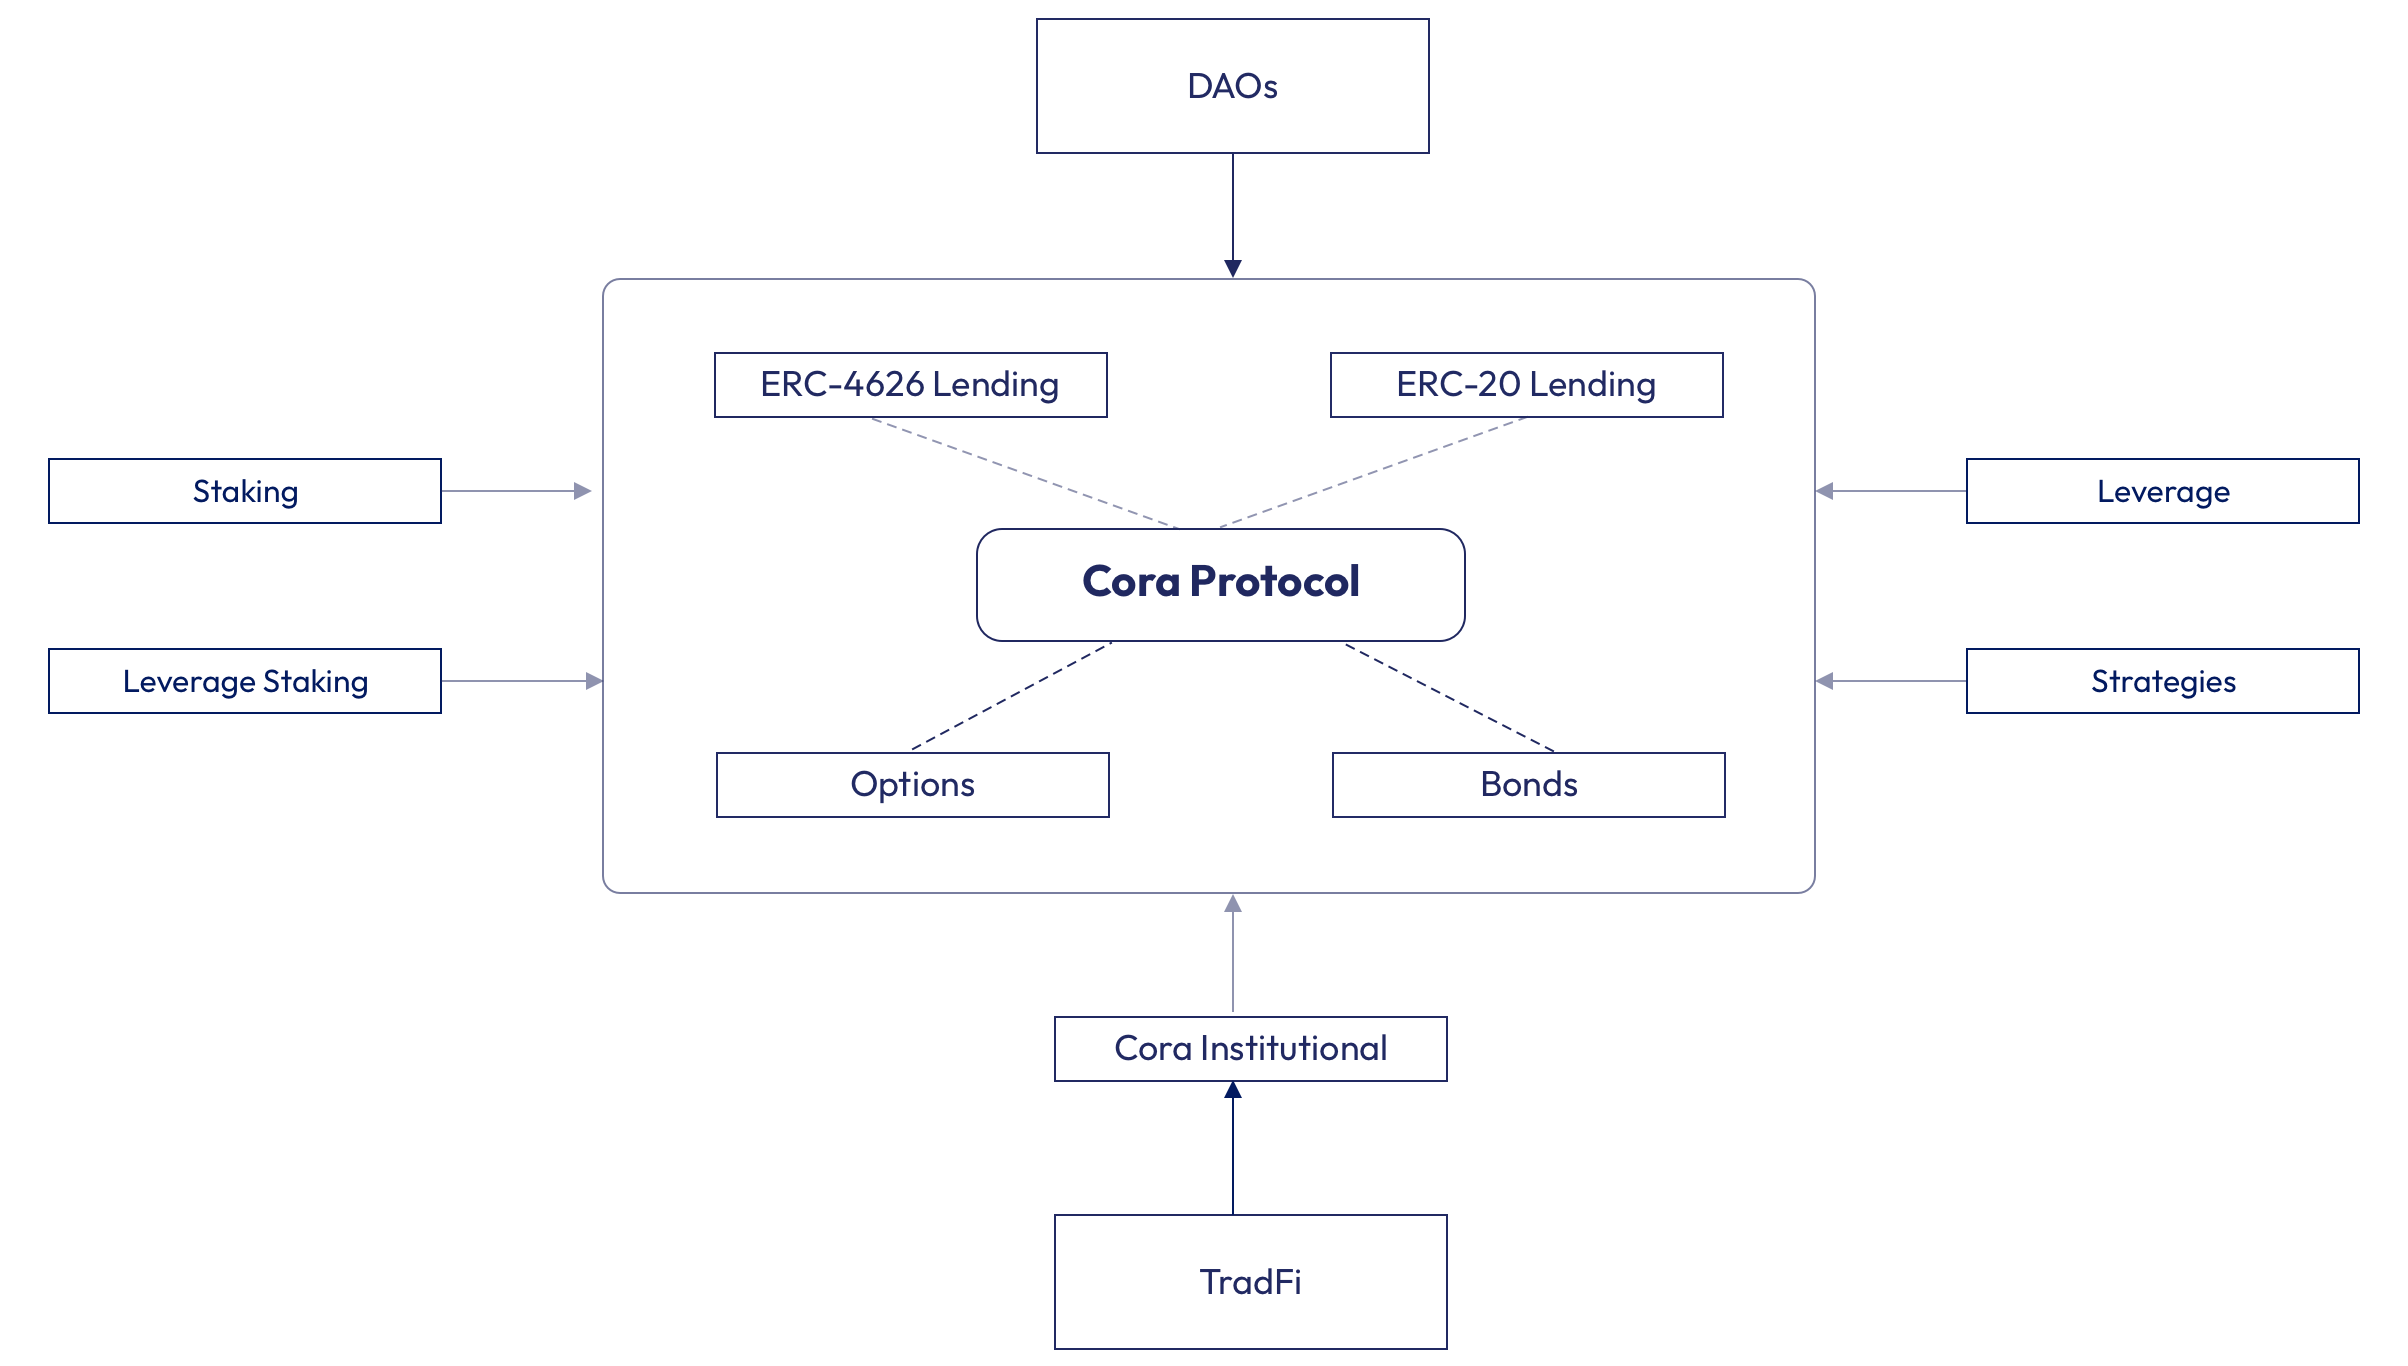 DAOs
ERC-4626 Lending
ERC-20 Lending
Staking
Leverage
Cora Protocol
Leverage Staking
Strategies
Options
Bonds
Cora Institutional
TradFi